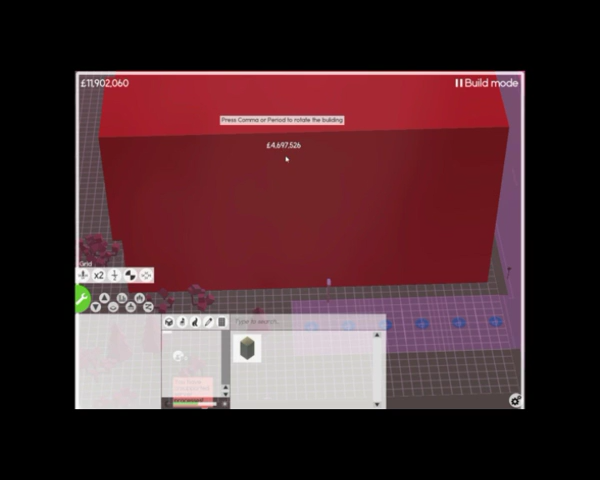 £11,902,060
Build mode
Press Comma or Period to rotate the building
£4,697,526
Grid
x2
Type to search...